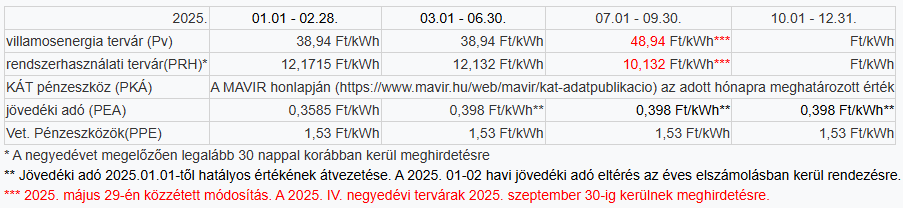 2025. 01.01 - 02.28. 03.01 - 06.30. 07.01 - 09.30. 10.01 - 12.31.
villamosenergia tervár (Pv) 38,94 Ft/kWh 38,94 Ft/kWh 48,94 Ft/kWh*** Ft/kWh
rendszerhasználati tervár(PRH)* 12,1715 Ft/kWh 12,132 Ft/kWh 10,132 Ft/kWh*** Ft/kWh
KÁT pénzeszköz (PKÁ) A MAVIR honlapján (https://www.mavir.hu/web/mavir/kat-adatpublikacio) az adott hónapra meghatározott érték
jövedéki adó (PEA) 0,3585 Ft/kWh 0,398 Ft/kWh** 0,398 Ft/kWh** 0,398 Ft/kWh**
Vet. Pénzeszközök(PPE) 1,53 Ft/kWh 1,53 Ft/kWh 1,53 Ft/kWh 1,53 Ft/kWh
* A negyedévet megelőzően legalább 30 nappal korábban kerül meghirdetésre
** Jövedéki adó 2025.01.01-től hatályos értékének átvezetése. A 2025. 01-02 havi jövedéki adó eltérés az éves elszámolásban kerül rendezésre.
*** 2025. május 29-én közzétett módosítás. A 2025. IV. negyedévi tervárak 2025. szeptember 30-ig kerülnek meghirdetésre.